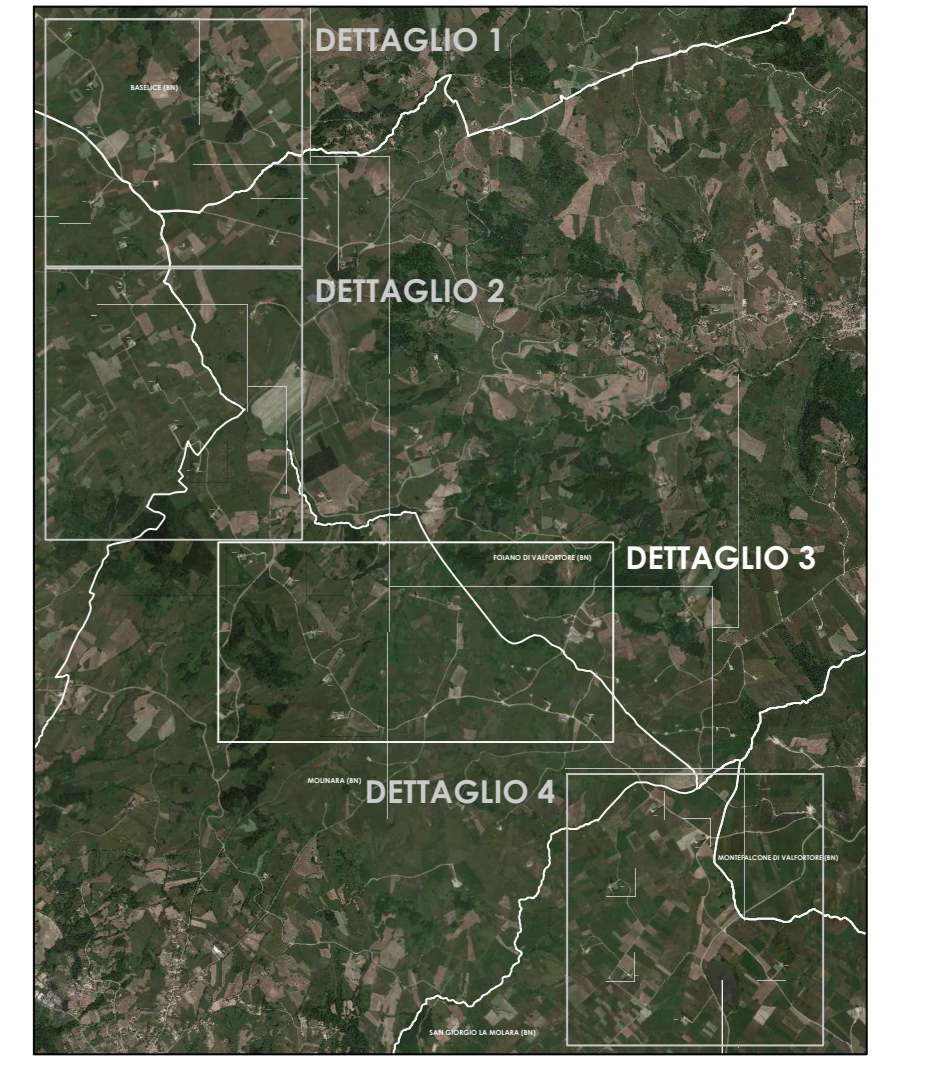 DETTAGLIO 1
BASELICE (BN)
DETTAGLIO 2
FOIANO DI VALFORTORE (BN)
DETTAGLIO 3
MOLINARA (BN)
DETTAGLIO 4
MONTEFALCONE DI VALFORTORE (BN)
SAN GIORGIO LA MOLARA (BN)